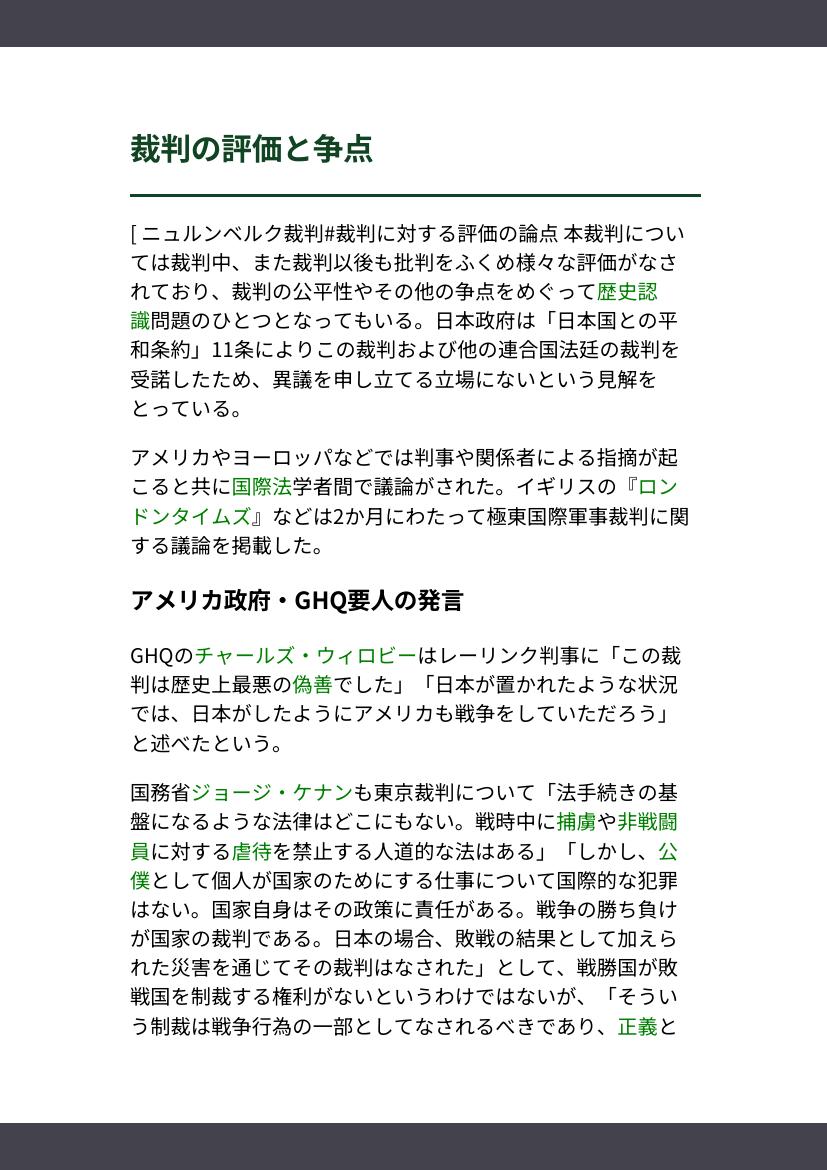 裁判の評価と争点
[ ニュルンベルク裁判#裁判に対する評価の論点 本裁判につい
ては裁判中、また裁判以後も批判をふくめ様々な評価がなさ
れており、裁判の公平性やその他の争点をめぐって歴史認
識問題のひとつとなってもいる。日本政府は「日本国との平
和条約」11条によりこの裁判および他の連合国法廷の裁判を
受諾したため、異議を申し立てる立場にないという見解を
とっている。
アメリカやヨーロッパなどでは判事や関係者による指摘が起
こると共に国際法学者間で議論がされた。イギリスの『ロン
ドンタイムズ』などは2か月にわたって極東国際軍事裁判に関
する議論を掲載した。
アメリカ政府・GHQ要人の発言
GHQのチャールズ・ウィロビーはレーリンク判事に「この裁
判は歴史上最悪の偽善でした」「日本が置かれたような状況
では、日本がしたようにアメリカも戦争をしていただろう」
と述べたという。
国務省ジョージ・ケナンも東京裁判について「法手続きの基
盤になるような法律はどこにもない。戦時中に捕虜や非戦闘
員に対する虐待を禁止する人道的な法はある」「しかし、公
僕として個人が国家のためにする仕事について国際的な犯罪
はない。国家自身はその政策に責任がある。戦争の勝ち負け
が国家の裁判である。日本の場合、敗戦の結果として加えら
れた災害を通じてその裁判はなされた」として、戦勝国が敗
戦国を制裁する権利がないというわけではないが、「そうい
う制裁は戦争行為の一部としてなされるべきであり、正義と